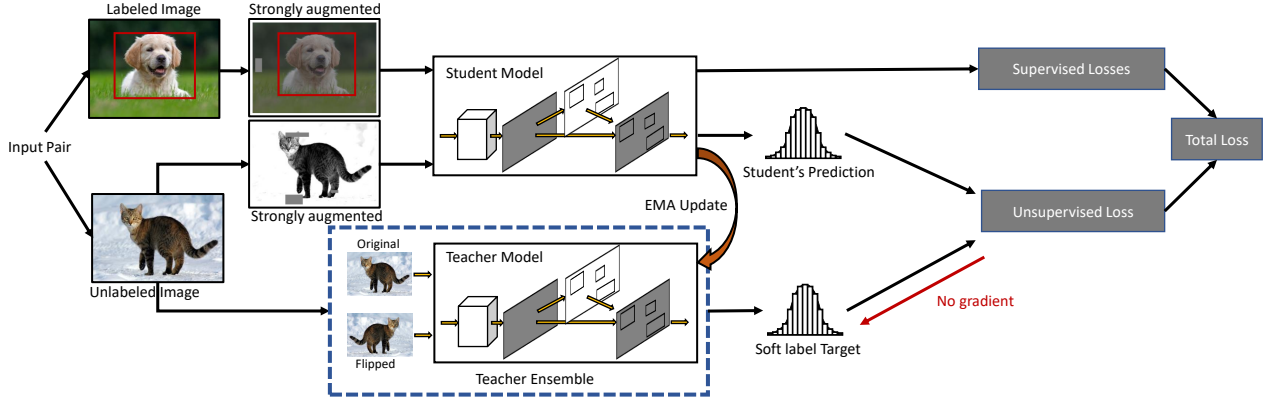 Labeled Image
Strongly augmented
Student Model
Supervised Losses
Input Pair
Total Loss
Student's Prediction
Strongly augmented
EMA Update
Unsupervised Loss
Unlabeled Image
Original
Teacher Model
No gradient
Soft label Target
Flipped
Teacher Ensemble